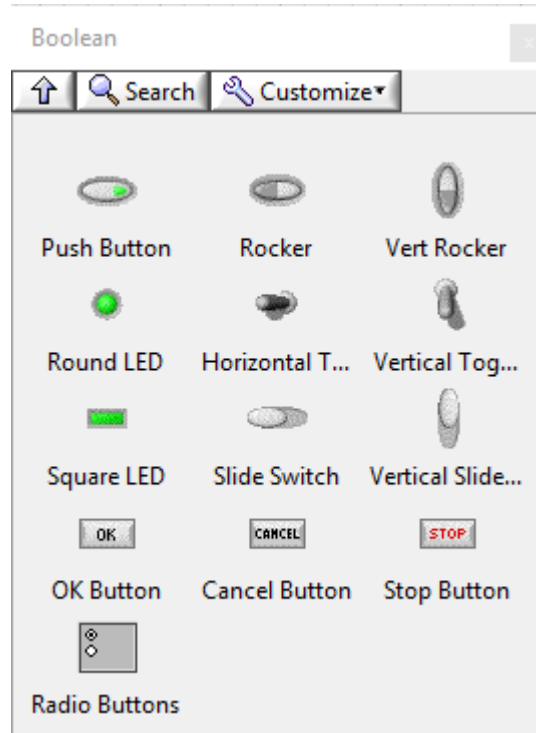 Boolean
x
Search Customize
Push Button Rocker Vert Rocker
Round LED Horizontal T... Vertical Tog...
Square LED Slide Switch Vertical Slide...
OK CANCEL STOP
OK Button Cancel Button Stop Button
Radio Buttons